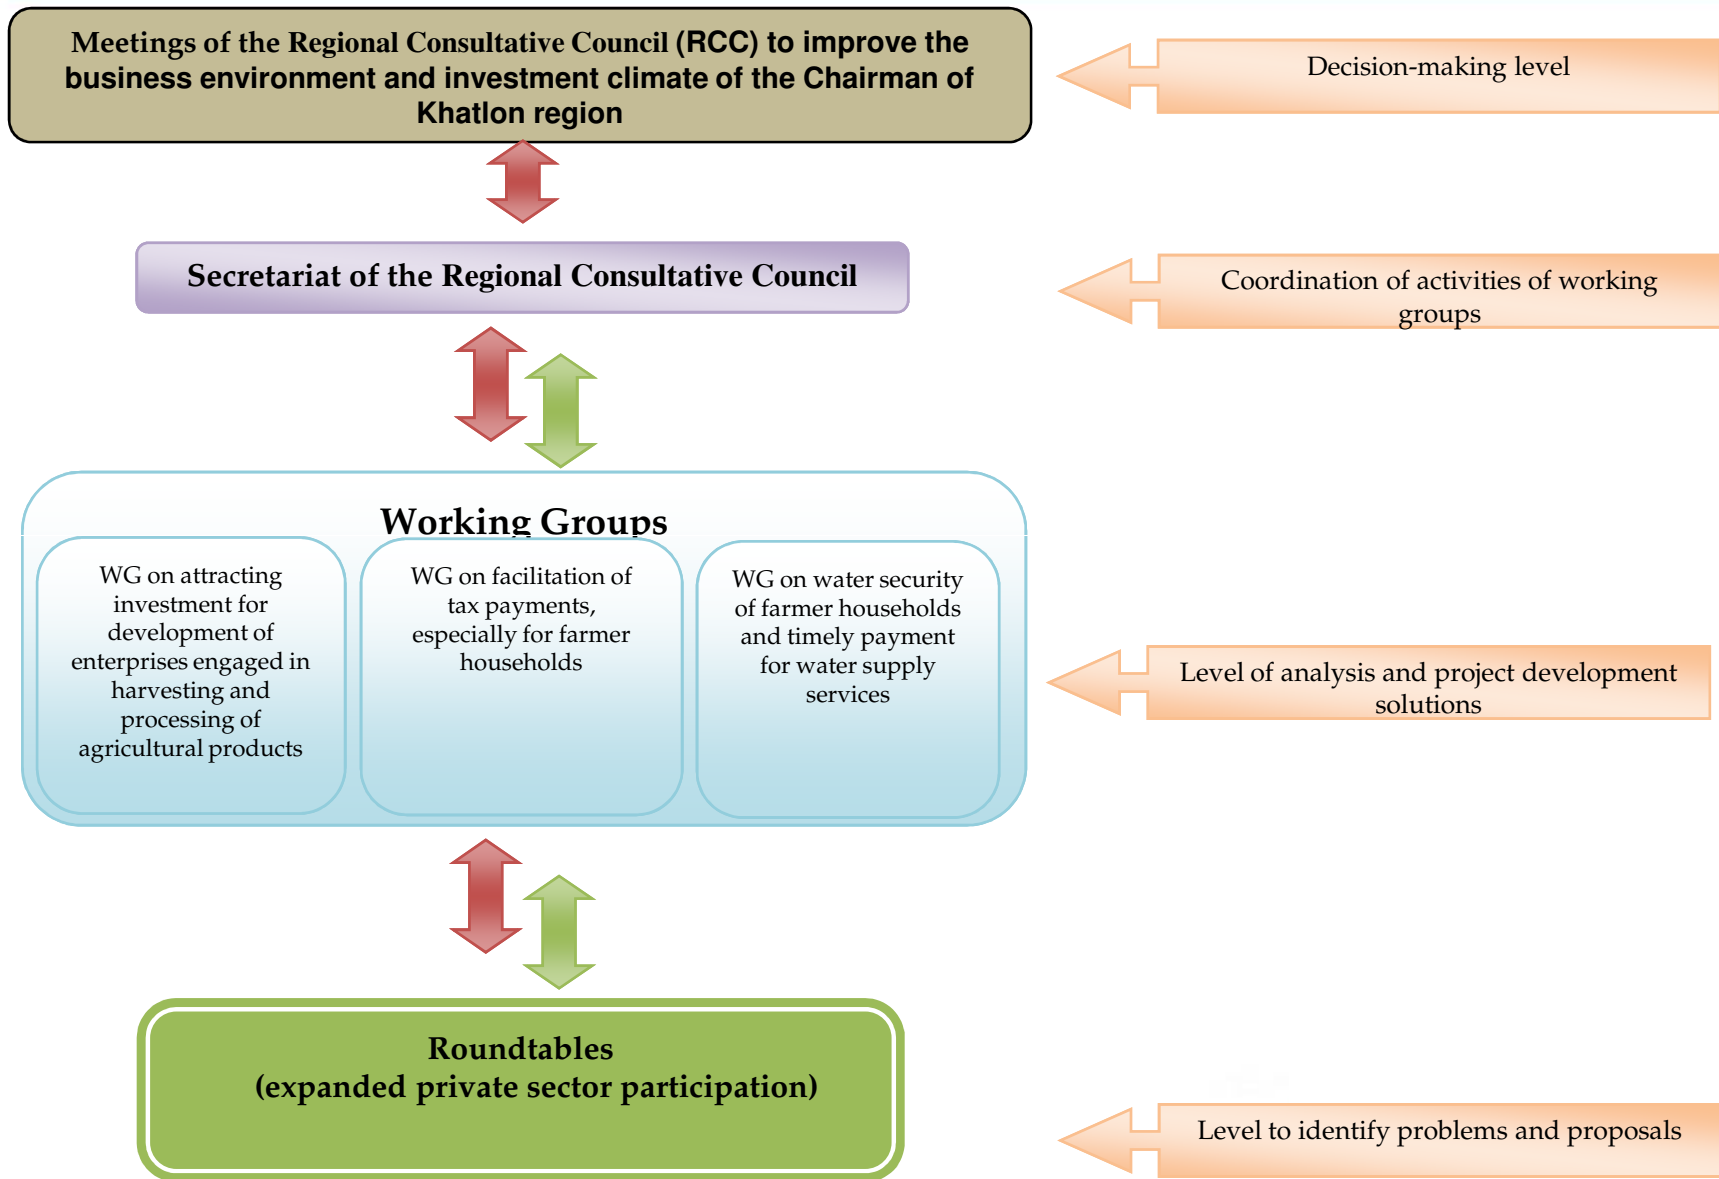 Meetings of the Regional Consultative Council (RCC) to improve the
business environment and investment climate of the Chairman of
Khatlon region
Decision-making level
Secretariat of the Regional Consultative Council
Coordination of activities of working
groups
Working Groups
WG on attracting
investment for
development of
enterprises engaged in
harvesting and
processing of
agricultural products
WG on facilitation of
tax payments,
especially for farmer
households
WG on water security
of farmer households
and timely payment
for water supply
services
Level of analysis and project development
solutions
Roundtables
(expanded private sector participation)
Level to identify problems and proposals